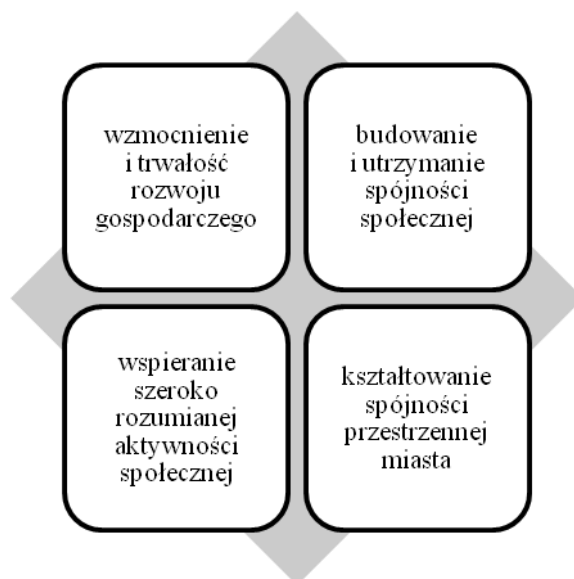 wzmocnienie
i trwałość
rozwoju
gospodarczego
budowanie
i utrzymanie
spójności
społecznej
wspieranie
szeroko
rozumianej
aktywności
społecznej
kształtowanie
spójności
przestrzennej
miasta